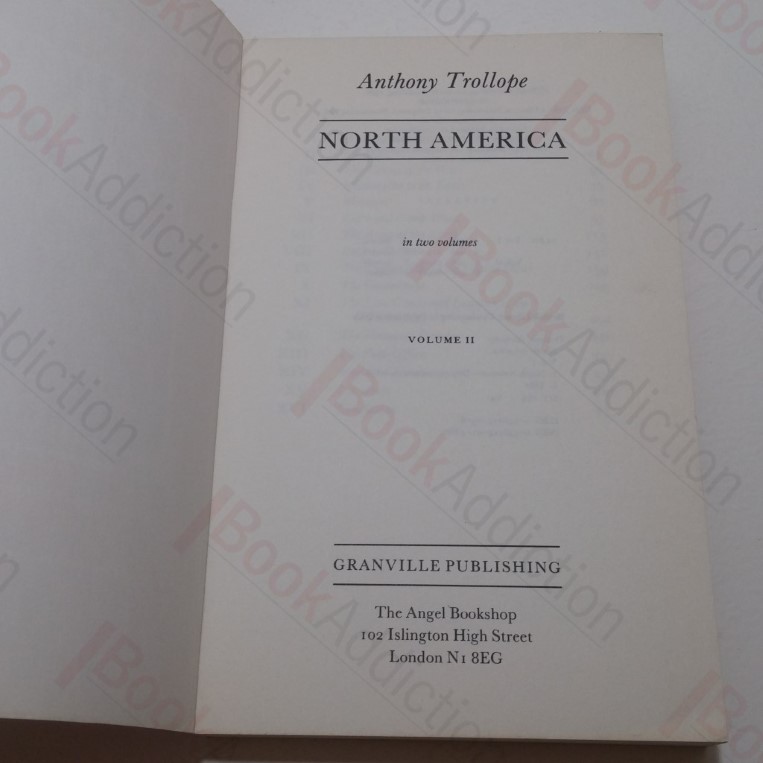 Anthony Trollope
NORTH AMERICA
in two volumes
VOLUME II
GRANVILLE PUBLISHING
The Angel Bookshop
102 Islington High Street
London N1 8EG
BookAddiction